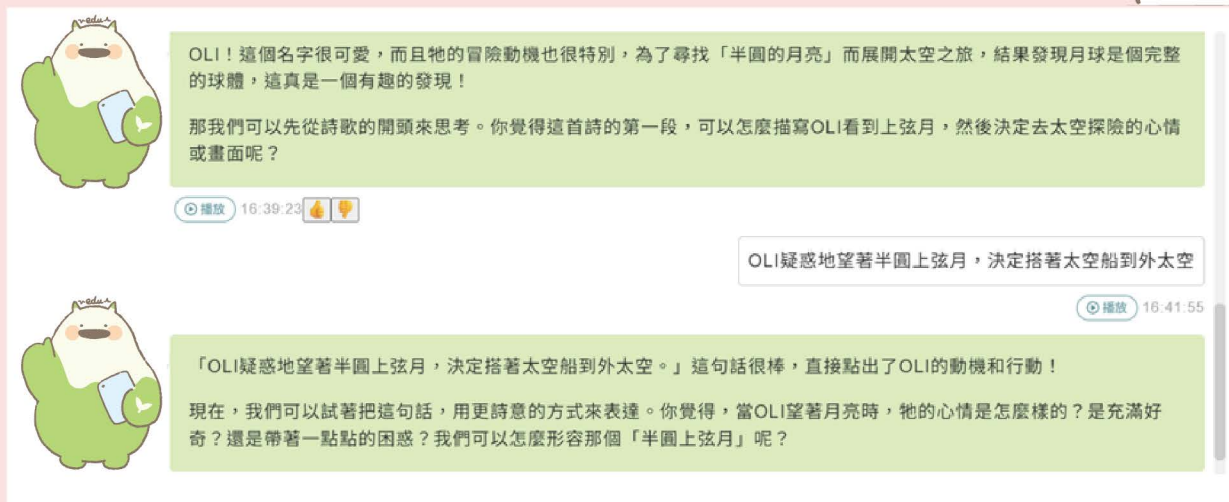 redu
OLI！這個名字很可愛，而且牠的冒險動機也很特別，為了尋找「半圓的月亮」而展開太空之旅，結果發現月球是個完整
的球體，這真是一個有趣的發現！
那我們可以先從詩歌的開頭來思考。你覺得這首詩的第一段，可以怎麼描寫OLI看到上弦月，然後決定去太空探險的心情
或畫面呢？
播放 16:39:23
OLI疑惑地望著半圓上弦月，決定搭著太空船到外太空
播放 16:41:55
redu
「OLI疑惑地望著半圓上弦月，決定搭著太空船到外太空。」這句話很棒，直接點出了OLI的動機和行動！
現在，我們可以試著把這句話，用更詩意的方式來表達。你覺得，當OLI望著月亮時，牠的心情是怎麼樣的？是充滿好
奇？還是帶著一點點的困惑？我們可以怎麼形容那個「半圓上弦月」呢？